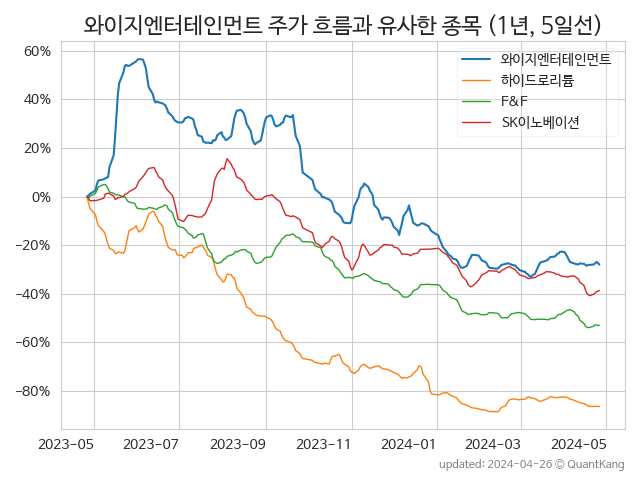 와이지엔터테인먼트 주가 흐름과 유사한 종목 (1년, 5일선)
와이지엔터테인먼트
하이드로리튬
F&F
SK이노베이션
60%
40%
20%
0%
−20%
−40%
−60%
−80%
2023-05 2023-07 2023-09 2023-11 2024-01 2024-03 2024-05
updated: 2024-04-26 © QuantKang